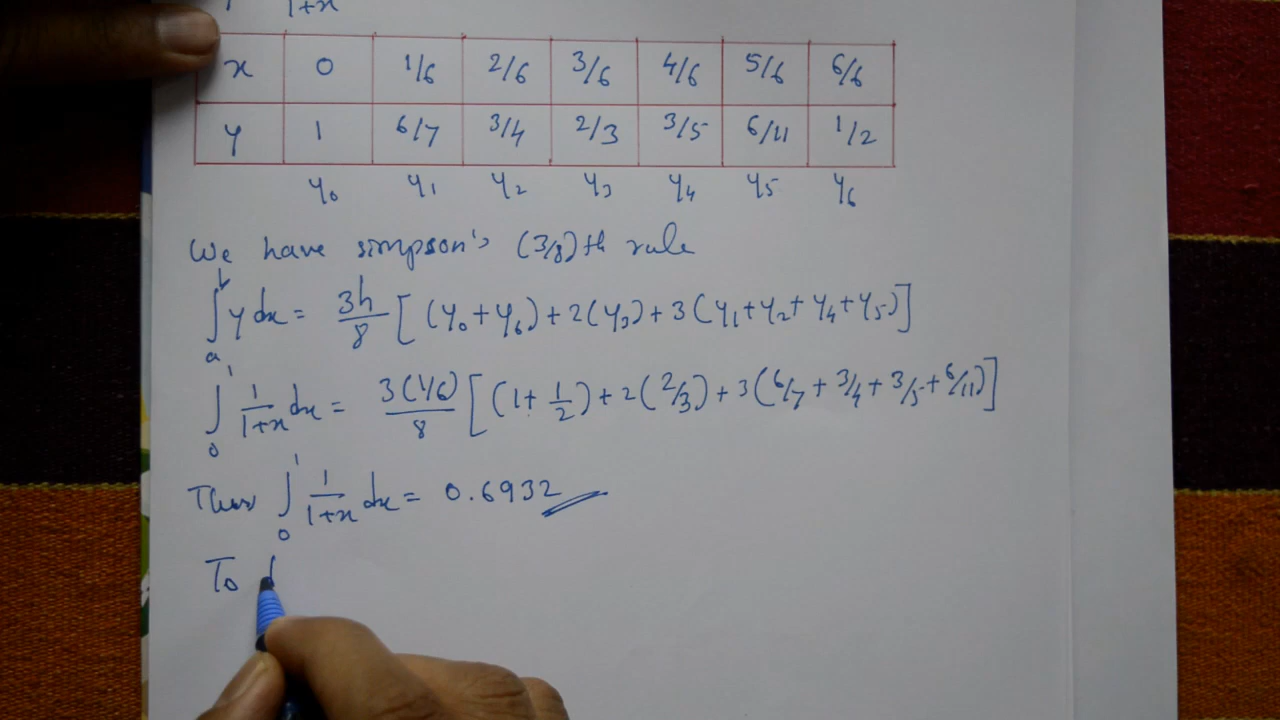 1+x
x 0 1/6 2/6 3/6 4/6 5/6 6/6
y 1 6/7 3/4 2/3 3/5 6/11 1/2
y₀ y₁ y₂ y₃ y₄ y₅ y₆
We have simpson's (3/8)th rule
∫ₐᵇ y dx = 3h/8 [(y₀+y₆)+2(y₃)+3(y₁+y₂+y₄+y₅)]
∫₀¹ 1/(1+x) dx = 3(1/6)/8 [(1+1/2)+2(2/3)+3(6/7+3/4+3/5+6/11)]
Thus ∫₀¹ 1/(1+x) dx = 0.6932
To